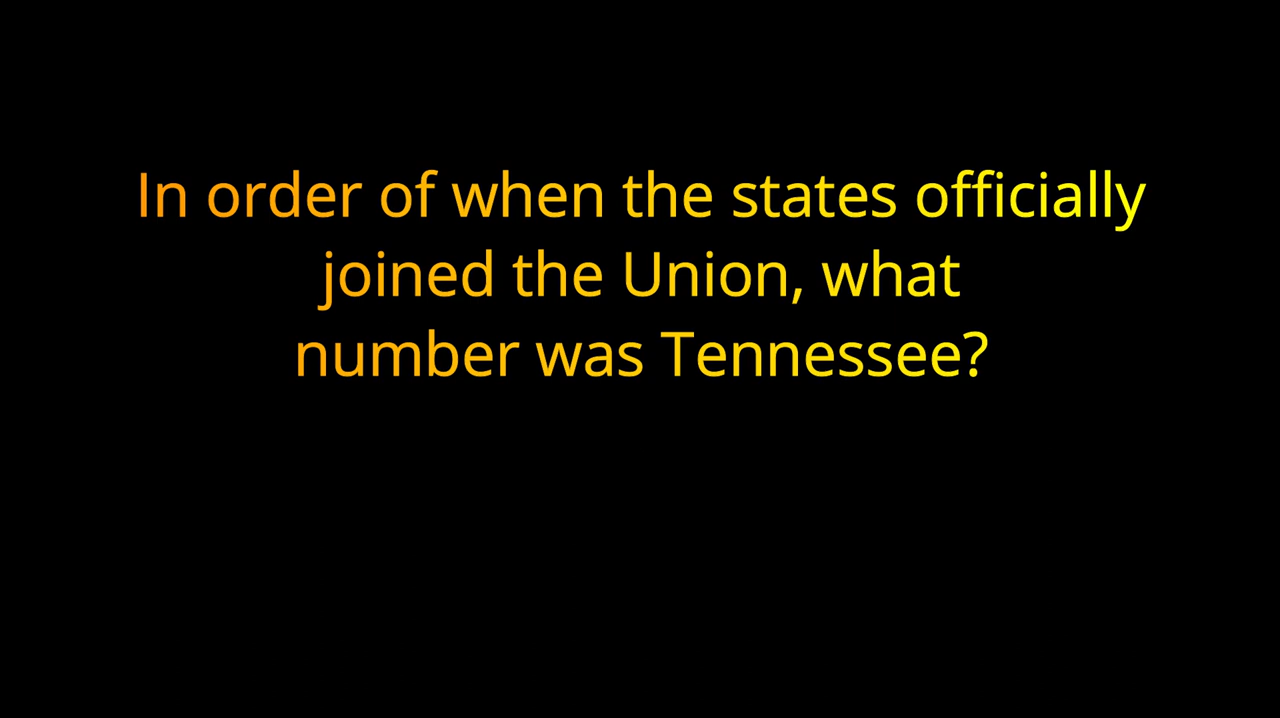 In order of when the states officially
joined the Union, what
number was Tennessee?